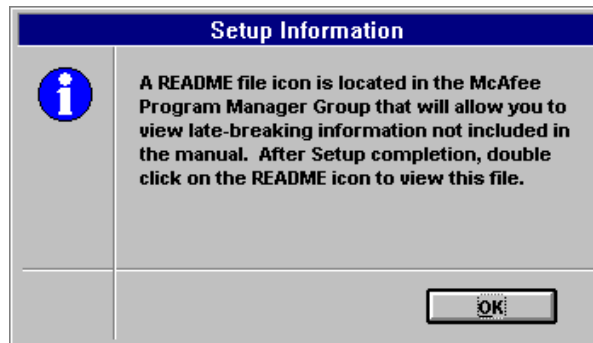 Setup Information
A README file icon is located in the McAfee
Program Manager Group that will allow you to
view late-breaking information not included in
the manual.  After Setup completion, double
click on the README icon to view this file.
OK